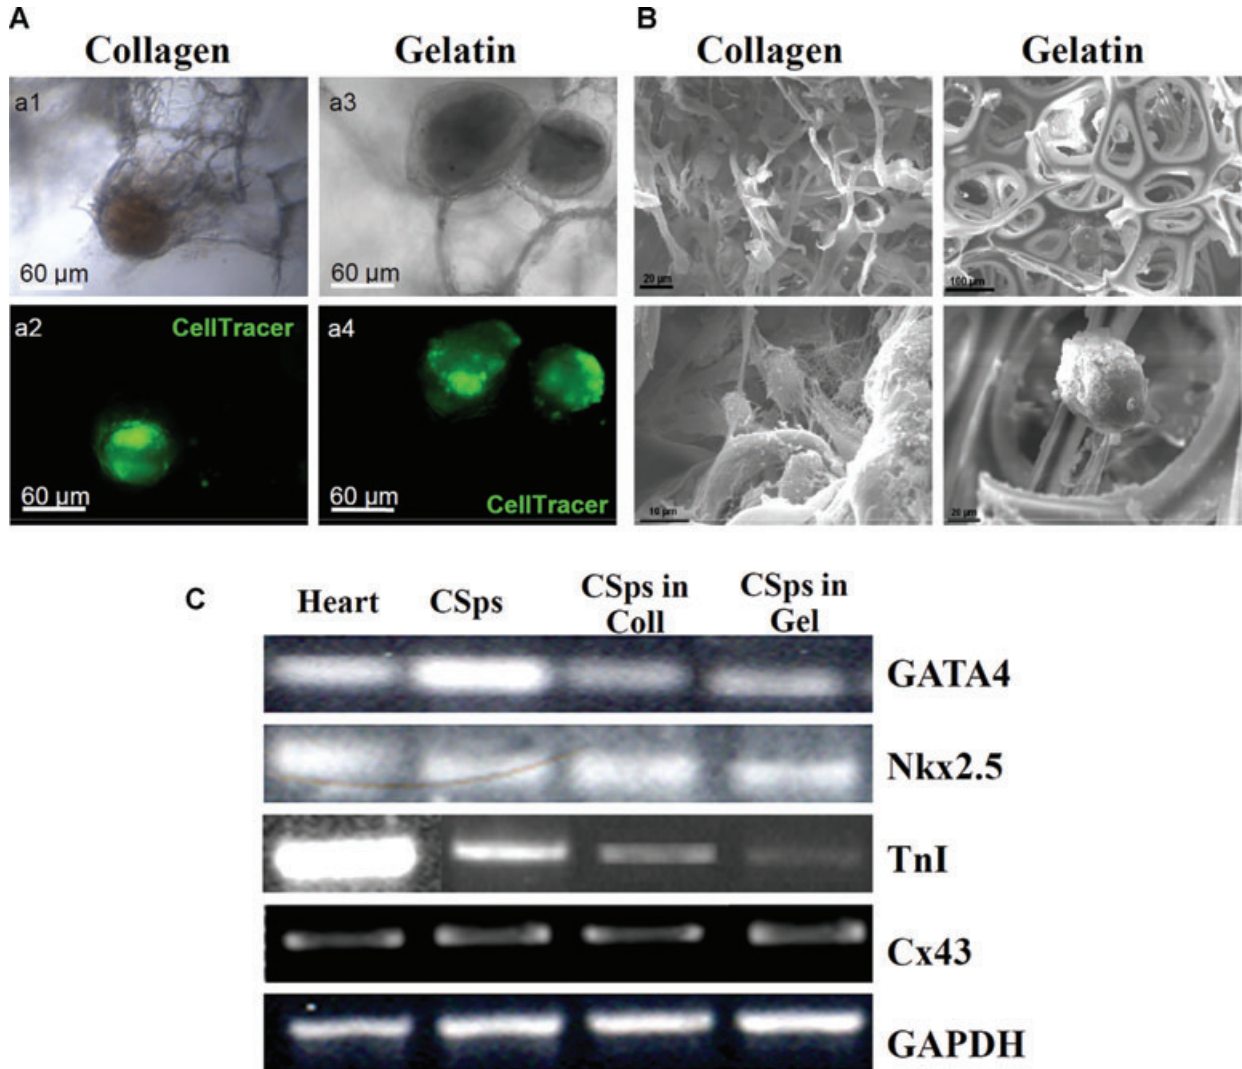 A
B
Collagen
Gelatin
Collagen
Gelatin
a1
60 µm
a3
60 µm
20 µm
100 µm
a2
CellTracer
60 µm
a4
60 µm
CellTracer
10 µm
20 µm
C
Heart
CSps
CSps in
Coll
CSps in
Gel
GATA4
Nkx2.5
TnI
Cx43
GAPDH